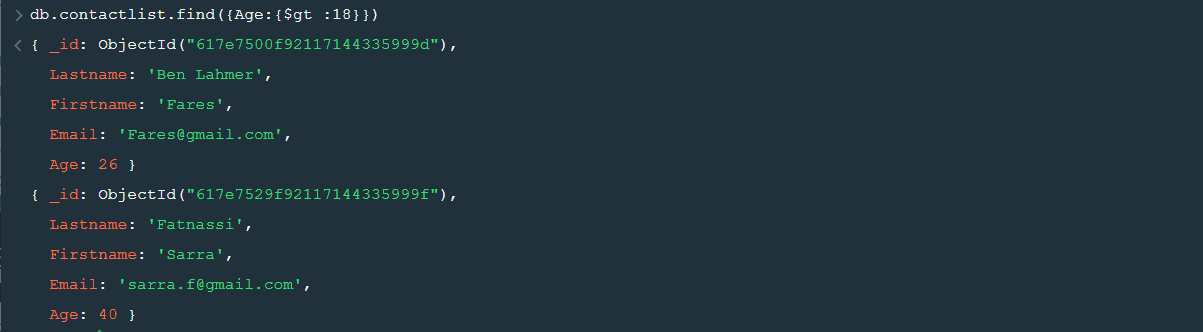 > db.contactlist.find({Age:{$gt :18}})
< { _id: ObjectId("617e7500f92117144335999d"),
Lastname: 'Ben Lahmer',
Firstname: 'Fares',
Email: 'Fares@gmail.com',
Age: 26 }
{ _id: ObjectId("617e7529f92117144335999f"),
Lastname: 'Fatnassi',
Firstname: 'Sarra',
Email: 'sarra.f@gmail.com',
Age: 40 }